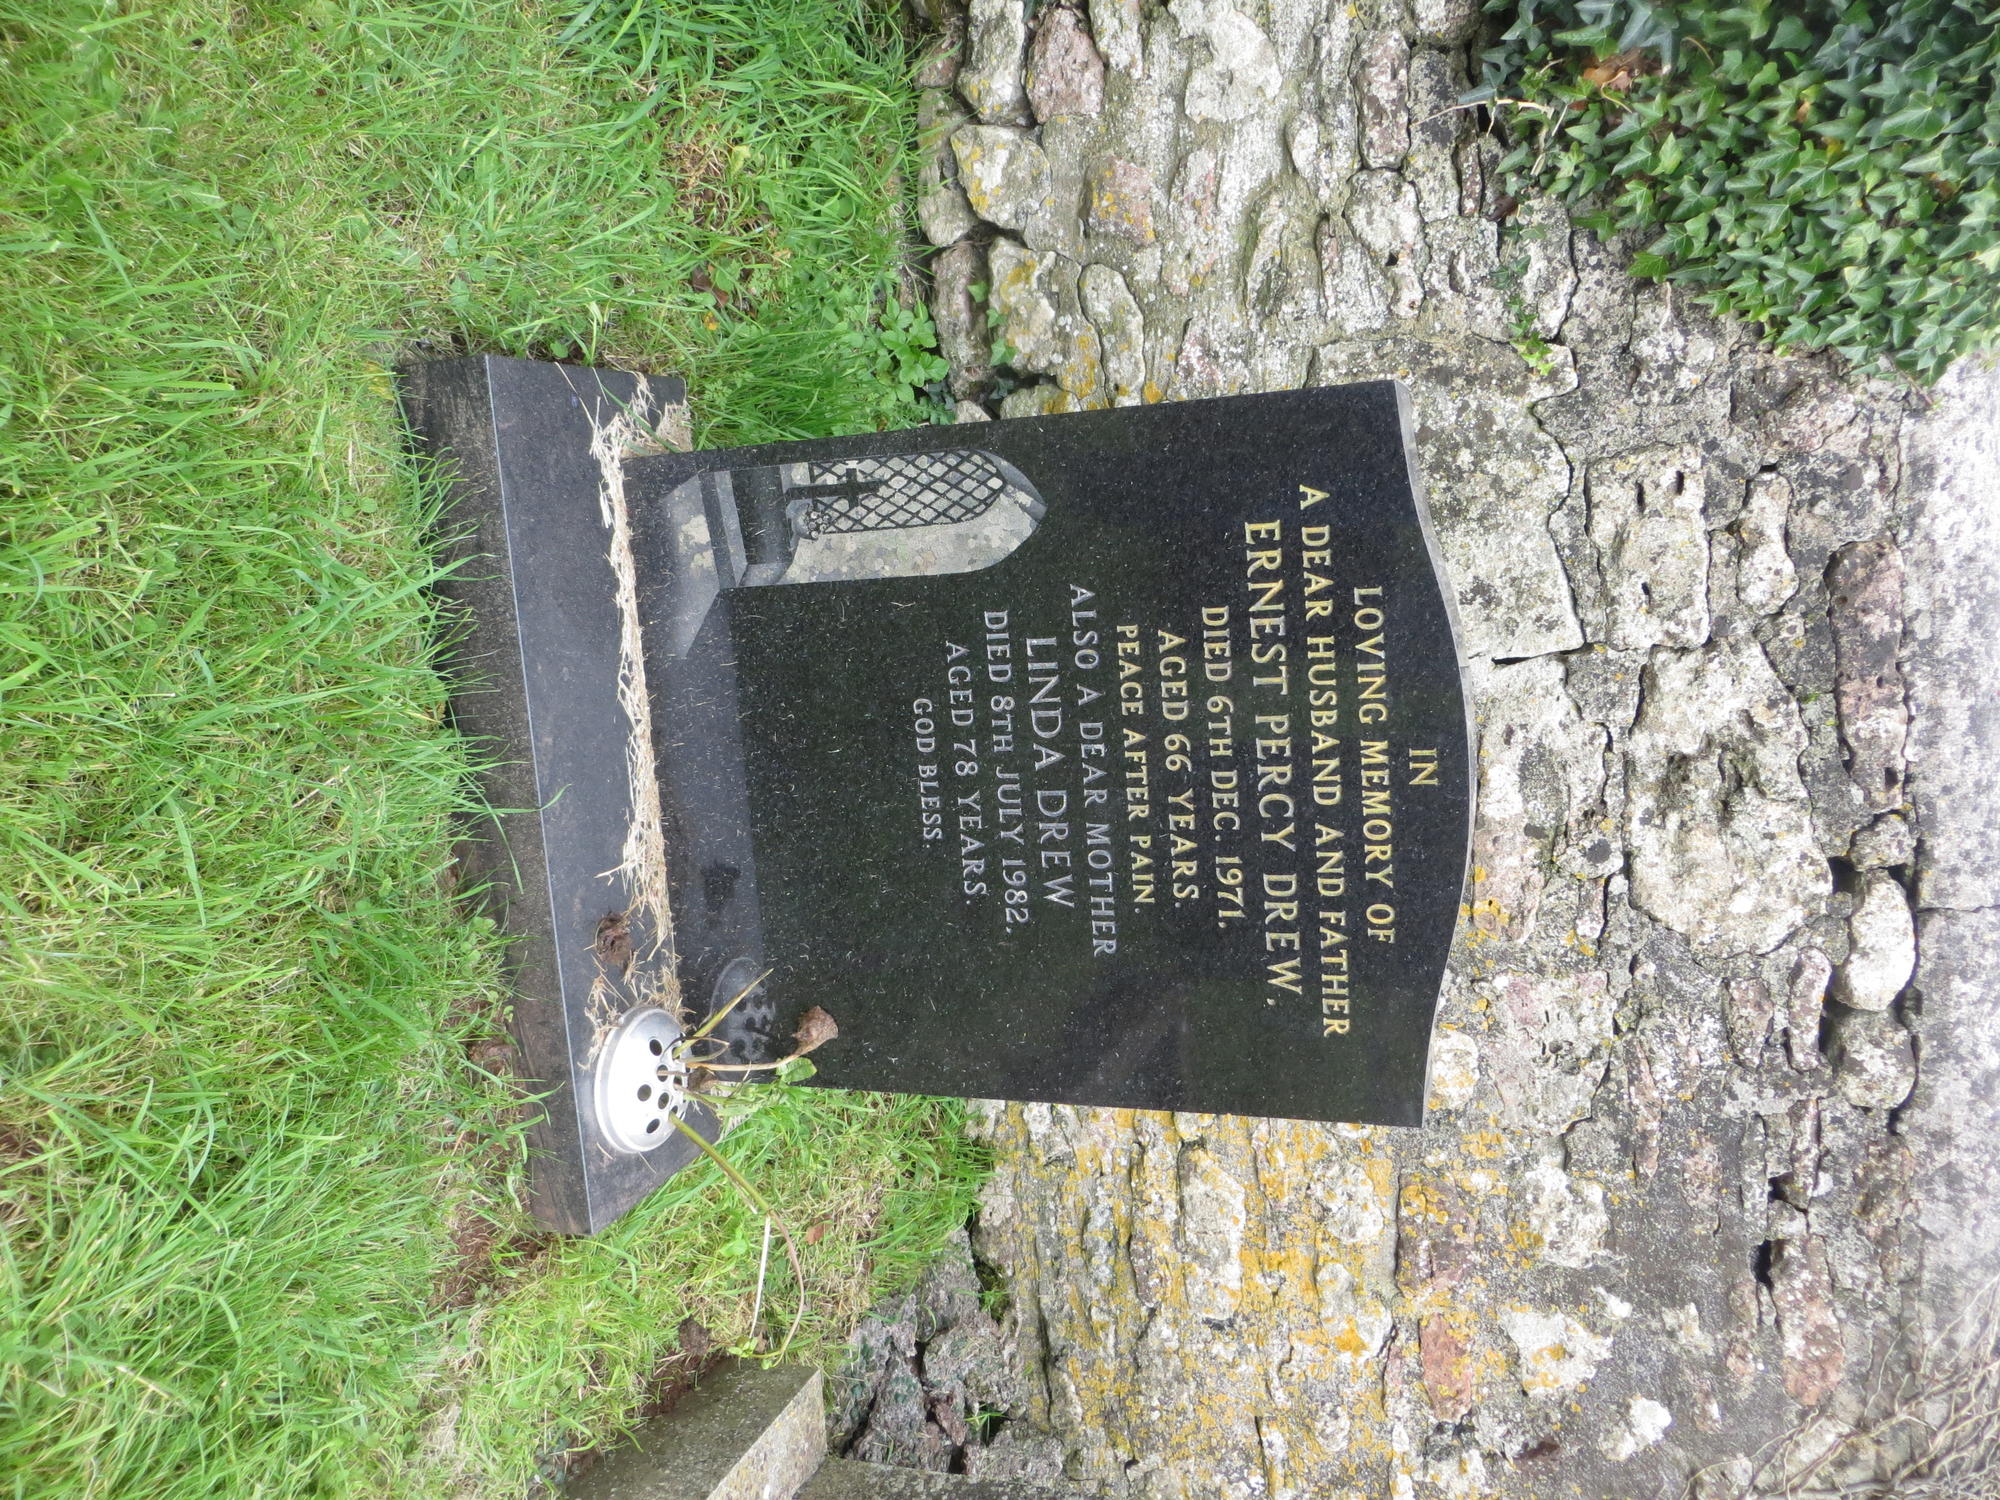 IN
LOVING MEMORY OF
A DEAR HUSBAND AND FATHER
ERNEST PERCY DREW,
DIED 6TH DEC. 1971,
AGED 66 YEARS.
PEACE AFTER PAIN.
ALSO A DEAR MOTHER
LINDA DREW
DIED 8TH JULY 1982,
AGED 78 YEARS.
GOD BLESS.